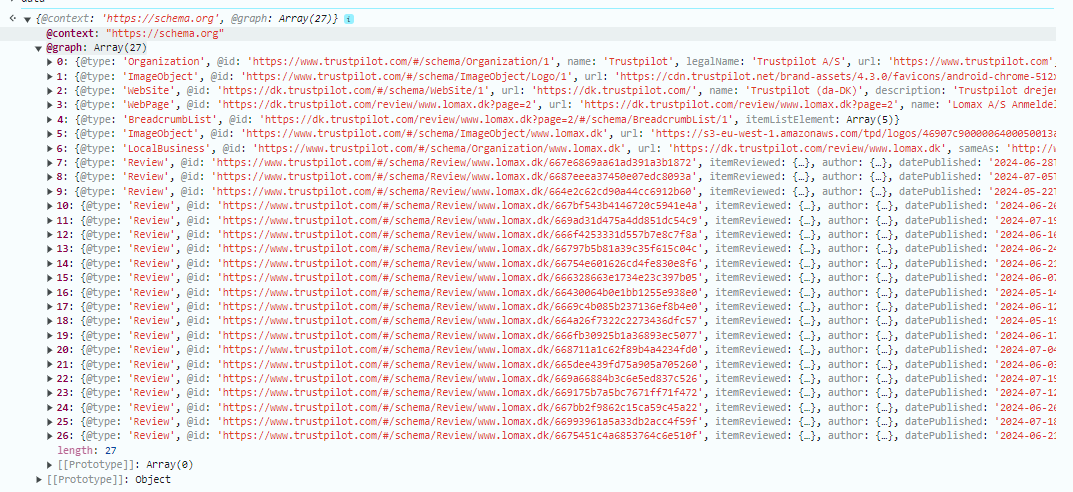 {@context: 'https://schema.org', @graph: Array(27)} i
@context: "https://schema.org"
@graph: Array(27)
0: {@type: 'Organization', @id: 'https://www.trustpilot.com/#/schema/Organization/1', name: 'Trustpilot', legalName: 'Trustpilot A/S', url: 'https://www.trustpilot.com',
1: {@type: 'ImageObject', @id: 'https://www.trustpilot.com/#/schema/ImageObject/Logo/1', url: 'https://cdn.trustpilot.net/brand-assets/4.3.0/favicons/android-chrome-512x
2: {@type: 'WebSite', @id: 'https://dk.trustpilot.com/#/schema/WebSite/1', url: 'https://dk.trustpilot.com/', name: 'Trustpilot (da-DK)', description: 'Trustpilot drejer
3: {@type: 'WebPage', @id: 'https://dk.trustpilot.com/review/www.lomax.dk?page=2', url: 'https://dk.trustpilot.com/review/www.lomax.dk?page=2', name: 'Lomax A/S Anmeldel
4: {@type: 'BreadcrumbList', @id: 'https://dk.trustpilot.com/review/www.lomax.dk?page=2/#/schema/BreadcrumbList/1', itemListElement: Array(5)}
5: {@type: 'ImageObject', @id: 'https://www.trustpilot.com/#/schema/ImageObject/www.lomax.dk', url: 'https://s3-eu-west-1.amazonaws.com/tpd/logos/46907c9000006400050013a
6: {@type: 'LocalBusiness', @id: 'https://www.trustpilot.com/#/schema/Organization/www.lomax.dk', url: 'https://dk.trustpilot.com/review/www.lomax.dk', sameAs: 'http://w
7: {@type: 'Review', @id: 'https://www.trustpilot.com/#/schema/Review/www.lomax.dk/667e6869aa61ad391a3b1872', itemReviewed: {…}, author: {…}, datePublished: '2024-06-28T
8: {@type: 'Review', @id: 'https://www.trustpilot.com/#/schema/Review/www.lomax.dk/6687eeea37450e07edc8093a', itemReviewed: {…}, author: {…}, datePublished: '2024-07-05T
9: {@type: 'Review', @id: 'https://www.trustpilot.com/#/schema/Review/www.lomax.dk/664e2c62cd90a44cc6912b60', itemReviewed: {…}, author: {…}, datePublished: '2024-05-22T
10: {@type: 'Review', @id: 'https://www.trustpilot.com/#/schema/Review/www.lomax.dk/667bf543b4146720c5941e4a', itemReviewed: {…}, author: {…}, datePublished: '2024-06-26
11: {@type: 'Review', @id: 'https://www.trustpilot.com/#/schema/Review/www.lomax.dk/669ad31d475a4dd851dc54c9', itemReviewed: {…}, author: {…}, datePublished: '2024-07-19
12: {@type: 'Review', @id: 'https://www.trustpilot.com/#/schema/Review/www.lomax.dk/666f4253331d557b7e8c7f8a', itemReviewed: {…}, author: {…}, datePublished: '2024-06-16
13: {@type: 'Review', @id: 'https://www.trustpilot.com/#/schema/Review/www.lomax.dk/66797b5b81a39c35f615c04c', itemReviewed: {…}, author: {…}, datePublished: '2024-06-24
14: {@type: 'Review', @id: 'https://www.trustpilot.com/#/schema/Review/www.lomax.dk/66754e601626cd4fe830e8f6', itemReviewed: {…}, author: {…}, datePublished: '2024-06-21
15: {@type: 'Review', @id: 'https://www.trustpilot.com/#/schema/Review/www.lomax.dk/666328663e1734e23c397b05', itemReviewed: {…}, author: {…}, datePublished: '2024-06-07
16: {@type: 'Review', @id: 'https://www.trustpilot.com/#/schema/Review/www.lomax.dk/66430064b0e1bb1255e938e0', itemReviewed: {…}, author: {…}, datePublished: '2024-05-14
17: {@type: 'Review', @id: 'https://www.trustpilot.com/#/schema/Review/www.lomax.dk/6669c4b085b237136ef8b4e0', itemReviewed: {…}, author: {…}, datePublished: '2024-06-12
18: {@type: 'Review', @id: 'https://www.trustpilot.com/#/schema/Review/www.lomax.dk/664a26f7322c2273436dfc57', itemReviewed: {…}, author: {…}, datePublished: '2024-05-19
19: {@type: 'Review', @id: 'https://www.trustpilot.com/#/schema/Review/www.lomax.dk/666fb30925b1a36893ec5077', itemReviewed: {…}, author: {…}, datePublished: '2024-06-17
20: {@type: 'Review', @id: 'https://www.trustpilot.com/#/schema/Review/www.lomax.dk/668711a1c62f89b4a4234fd0', itemReviewed: {…}, author: {…}, datePublished: '2024-07-04
21: {@type: 'Review', @id: 'https://www.trustpilot.com/#/schema/Review/www.lomax.dk/665dee439fd75a905a705260', itemReviewed: {…}, author: {…}, datePublished: '2024-06-03
22: {@type: 'Review', @id: 'https://www.trustpilot.com/#/schema/Review/www.lomax.dk/669a66884b3c6e5ed837c526', itemReviewed: {…}, author: {…}, datePublished: '2024-07-19
23: {@type: 'Review', @id: 'https://www.trustpilot.com/#/schema/Review/www.lomax.dk/669175b7a5bc7671ff71f472', itemReviewed: {…}, author: {…}, datePublished: '2024-07-12
24: {@type: 'Review', @id: 'https://www.trustpilot.com/#/schema/Review/www.lomax.dk/667bb2f9862c15ca59c45a22', itemReviewed: {…}, author: {…}, datePublished: '2024-06-26
25: {@type: 'Review', @id: 'https://www.trustpilot.com/#/schema/Review/www.lomax.dk/66993961a5a33db2acc4f59f', itemReviewed: {…}, author: {…}, datePublished: '2024-07-18
26: {@type: 'Review', @id: 'https://www.trustpilot.com/#/schema/Review/www.lomax.dk/6675451c4a6853764c6e510f', itemReviewed: {…}, author: {…}, datePublished: '2024-06-21
length: 27
[[Prototype]]: Array(0)
[[Prototype]]: Object